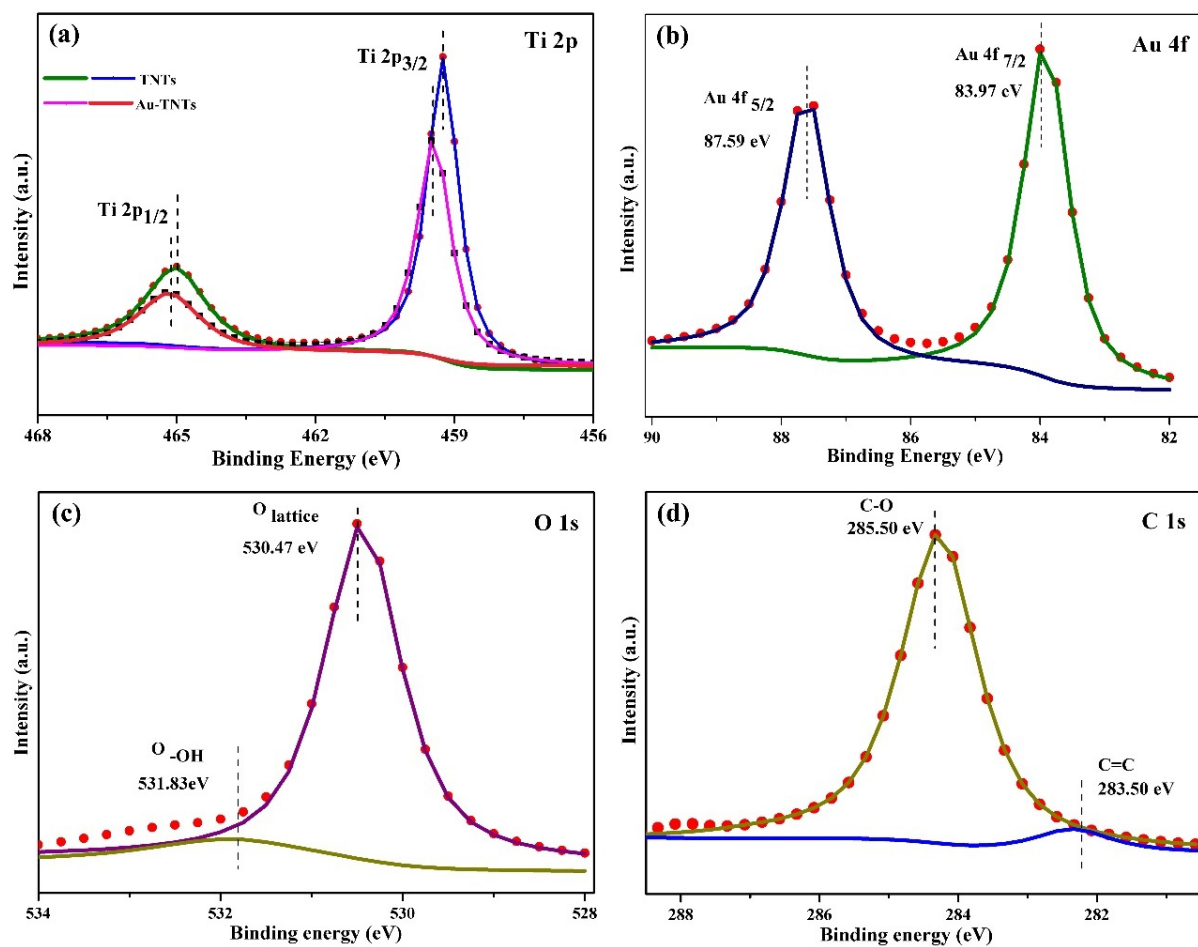 (a)
Ti 2p
Ti 2p3/2
TNTs
Au-TNTs
Ti 2p1/2
Intensity (a.u.)
468 465 462 459 456
Binding Energy (eV)
(b)
Au 4f
Au 4f 7/2
83.97 eV
Au 4f 5/2
87.59 eV
Intensity (a.u.)
90 88 86 84 82
Binding Energy (eV)
(c)
O 1s
O lattice
530.47 eV
O -OH
531.83eV
Intensity (a.u.)
534 532 530 528
Binding energy (eV)
(d)
C 1s
C-O
285.50 eV
C=C
283.50 eV
Intensity (a.u.)
288 286 284 282
Binding energy (eV)